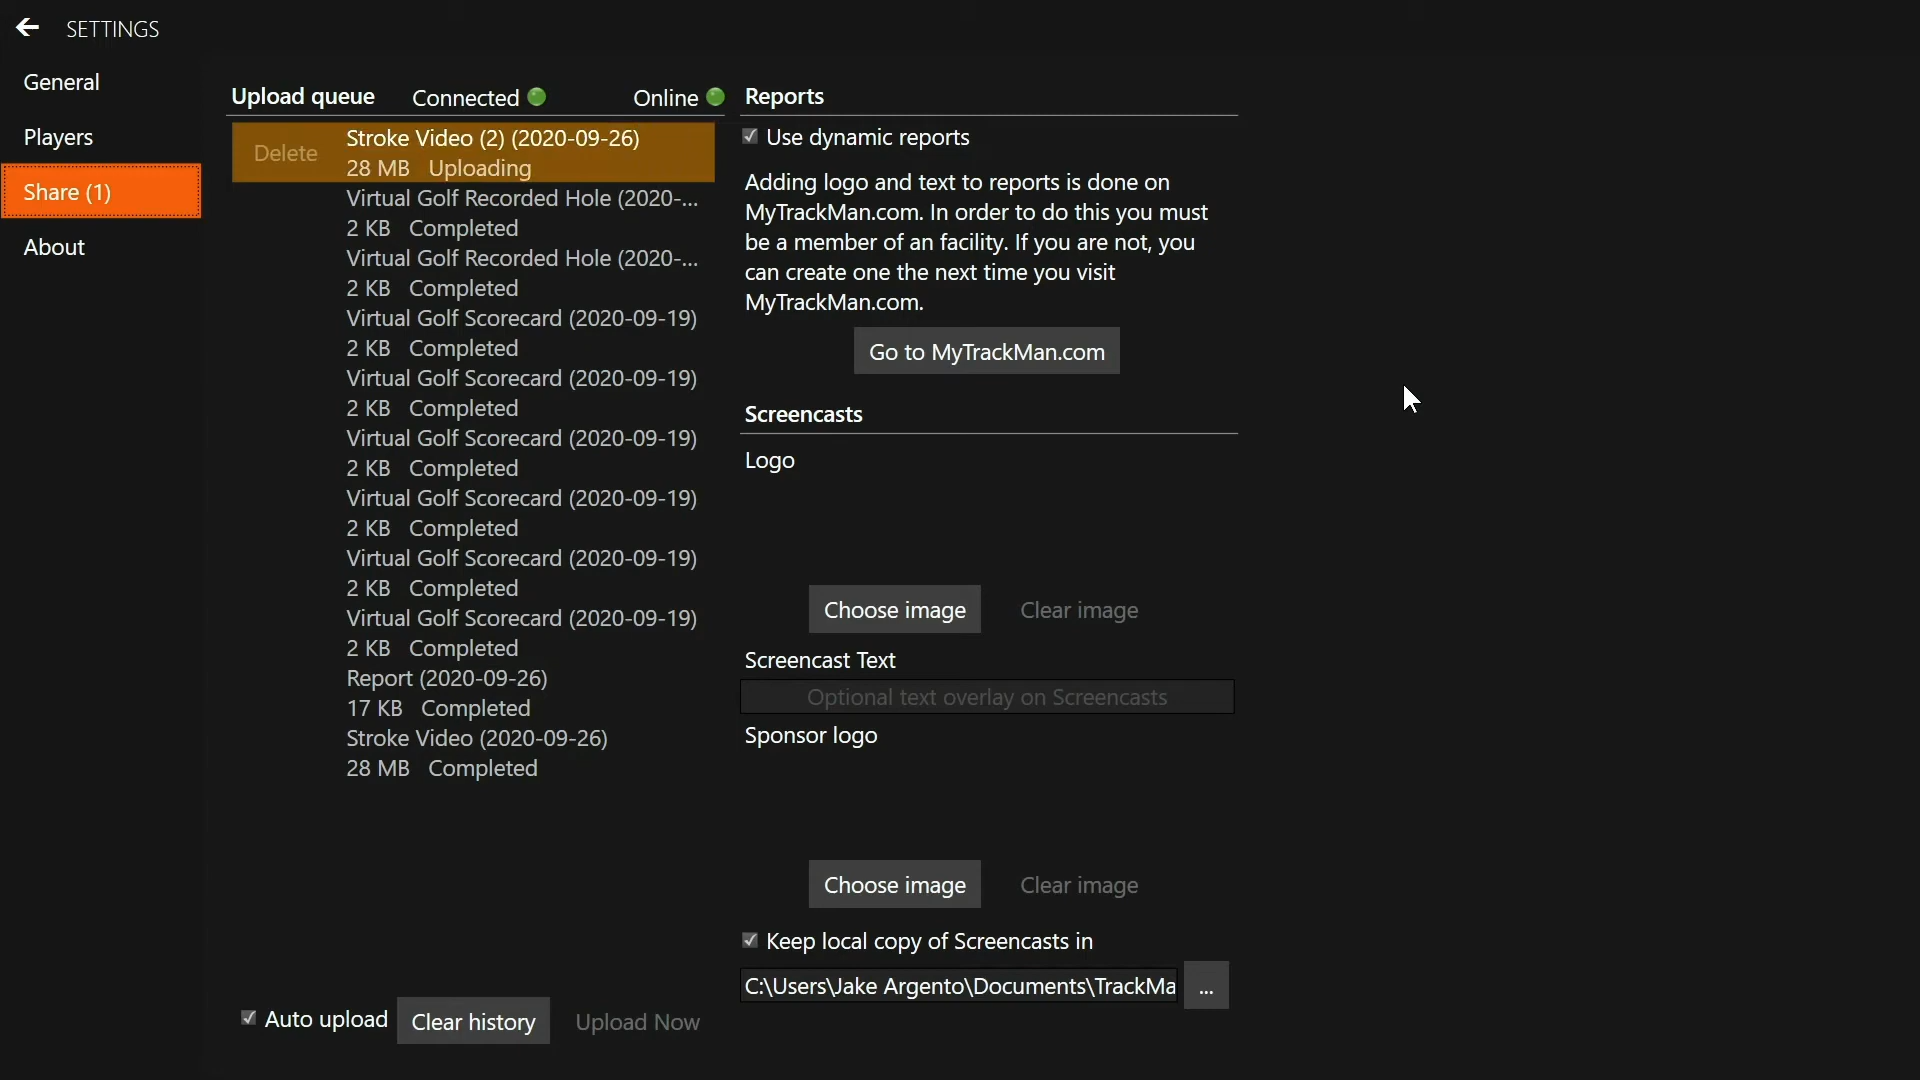 SETTINGS
General
Players
Share (1)
About
Upload queue Connected Online
Delete
Stroke Video (2) (2020-09-26)
28 MB Uploading
Virtual Golf Recorded Hole (2020-...
2 KB Completed
Virtual Golf Recorded Hole (2020-...
2 KB Completed
Virtual Golf Scorecard (2020-09-19)
2 KB Completed
Virtual Golf Scorecard (2020-09-19)
2 KB Completed
Virtual Golf Scorecard (2020-09-19)
2 KB Completed
Virtual Golf Scorecard (2020-09-19)
2 KB Completed
Virtual Golf Scorecard (2020-09-19)
2 KB Completed
Virtual Golf Scorecard (2020-09-19)
2 KB Completed
Report (2020-09-26)
17 KB Completed
Stroke Video (2020-09-26)
28 MB Completed
Auto upload Clear history Upload Now
Reports
Use dynamic reports
Adding logo and text to reports is done on
MyTrackMan.com. In order to do this you must
be a member of an facility. If you are not, you
can create one the next time you visit
MyTrackMan.com.
Go to MyTrackMan.com
Screencasts
Logo
Choose image Clear image
Screencast Text
Optional text overlay on Screencasts
Sponsor logo
Choose image Clear image
Keep local copy of Screencasts in
C:\Users\Jake Argento\Documents\TrackMa ...